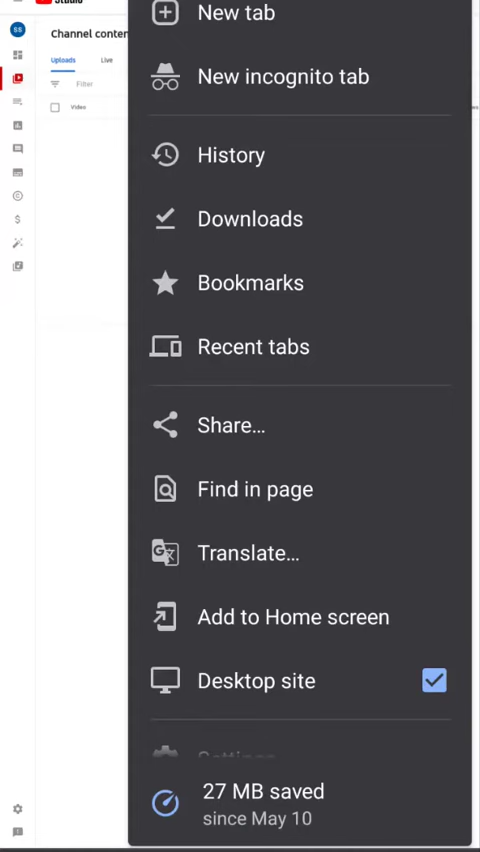 Studio
SS
Channel conten
Uploads
Live
Filter
Video
New tab
New incognito tab
History
Downloads
Bookmarks
Recent tabs
Share...
Find in page
Translate...
Add to Home screen
Desktop site
Settings
27 MB saved
since May 10